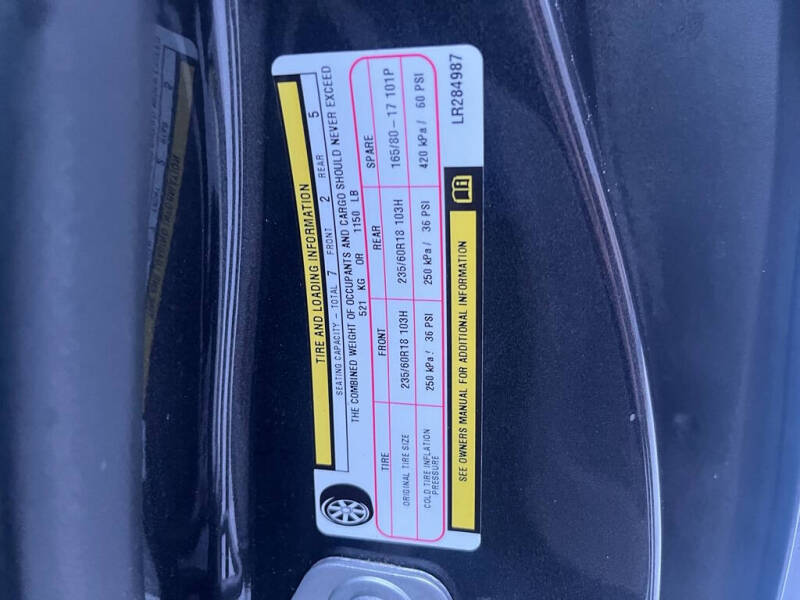 TIRE AND LOADING INFORMATION
SEATING CAPACITY - TOTAL 7 FRONT 2 REAR 5
THE COMBINED WEIGHT OF OCCUPANTS AND CARGO SHOULD NEVER EXCEED
521 KG OR 1150 LB
TIRE FRONT REAR SPARE
ORIGINAL TIRE SIZE 235/60R18 103H 235/60R18 103H 165/80-17 101P
COLD TIRE INFLATION PRESSURE 250 kPa/ 36 PSI 250 kPa/ 36 PSI 420 kPa/ 60 PSI
SEE OWNERS MANUAL FOR ADDITIONAL INFORMATION
LR284987